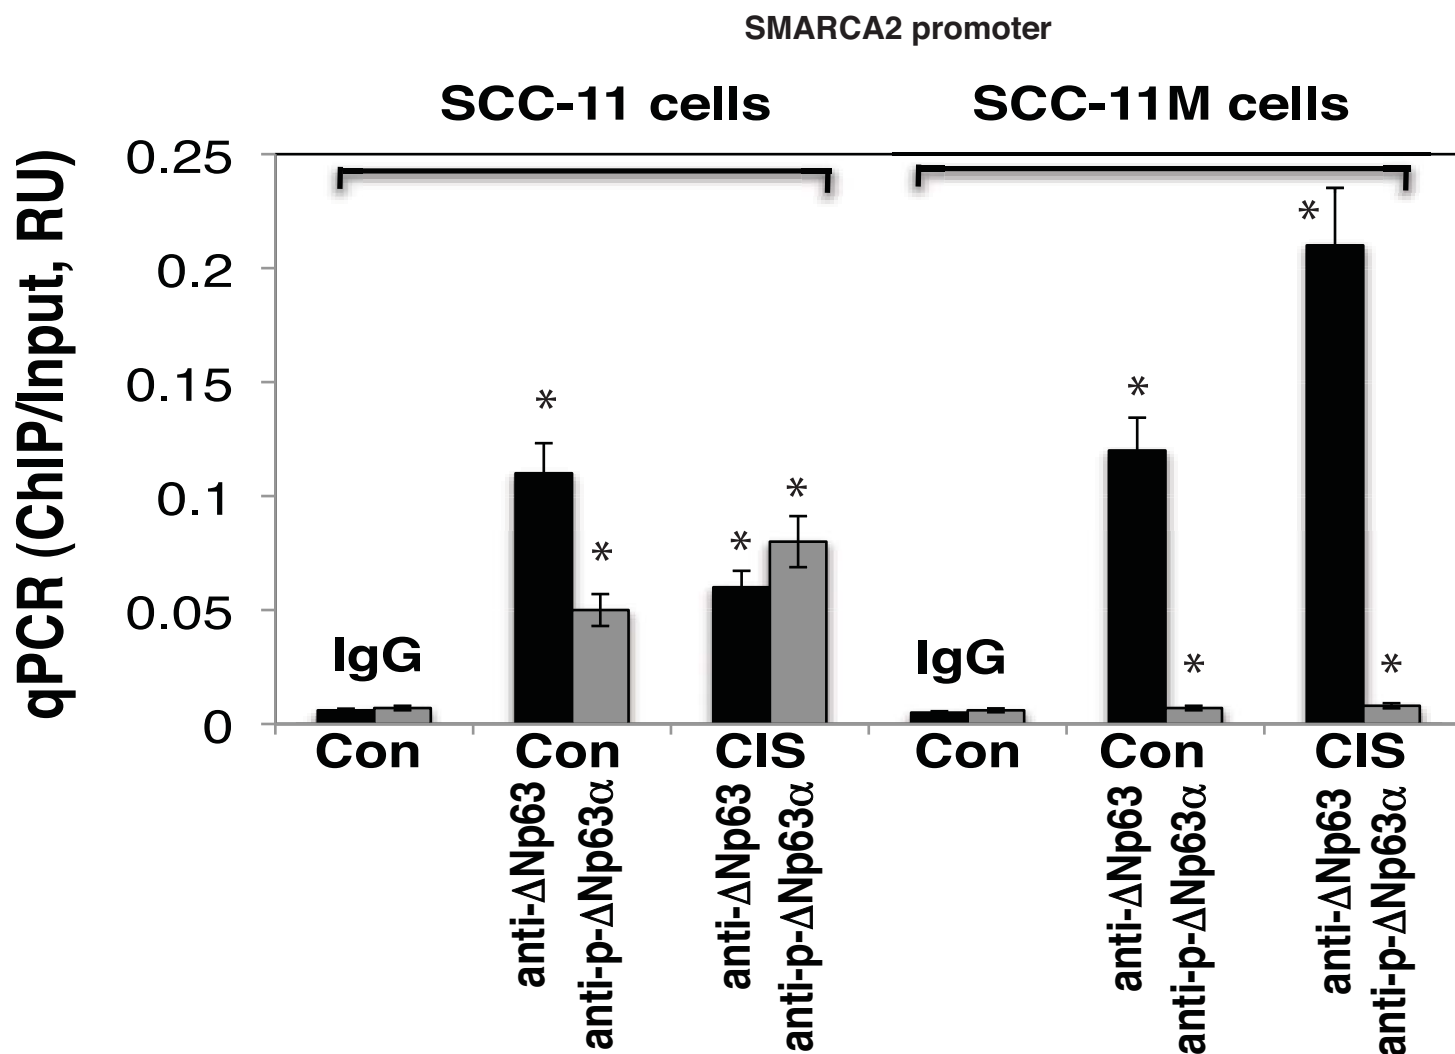 SMARCA2 promoter
SCC-11 cells
SCC-11M cells
qPCR (ChIP/Input, RU)
0.25
0.2
0.15
0.1
0.05
0
*
*
*
*
*
*
*
*
IgG
IgG
Con
Con
CIS
Con
Con
CIS
anti-ΔNp63
anti-p-ΔNp63α
anti-ΔNp63
anti-p-ΔNp63α
anti-ΔNp63
anti-p-ΔNp63α
anti-ΔNp63
anti-p-ΔNp63α